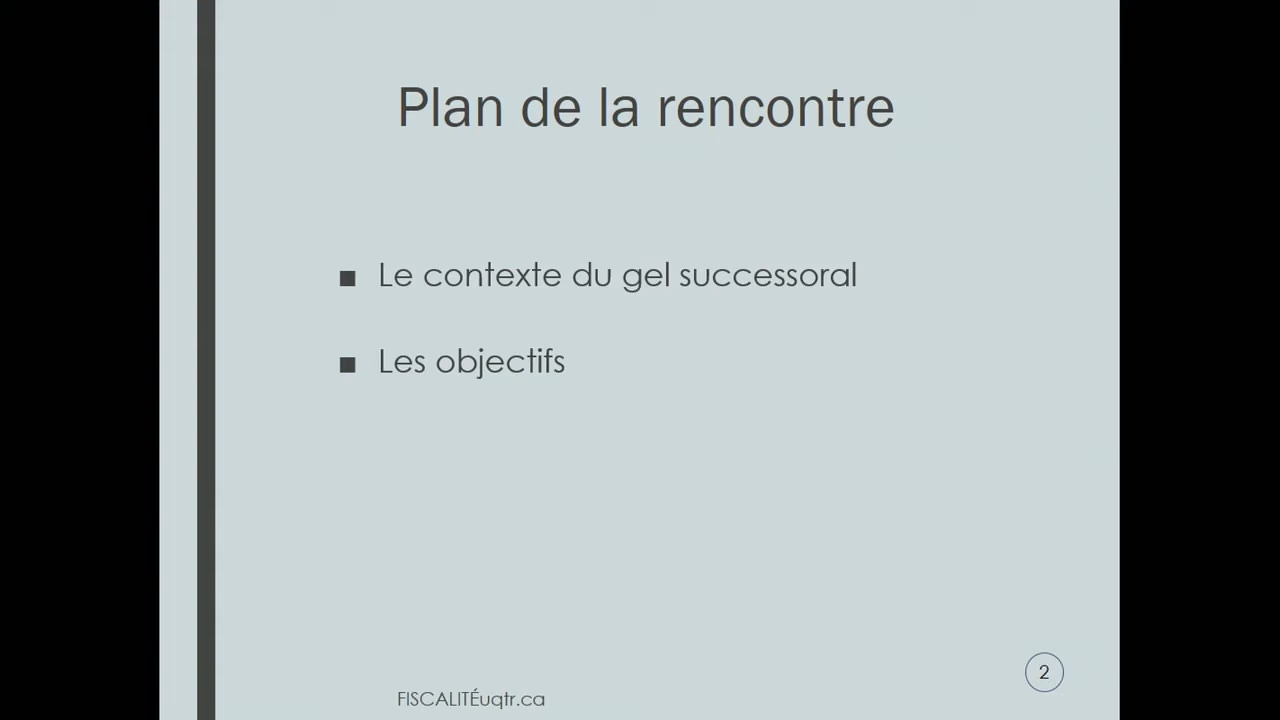 Plan de la rencontre
■ Le contexte du gel successoral
■ Les objectifs
2
FISCALITÉuqtr.ca